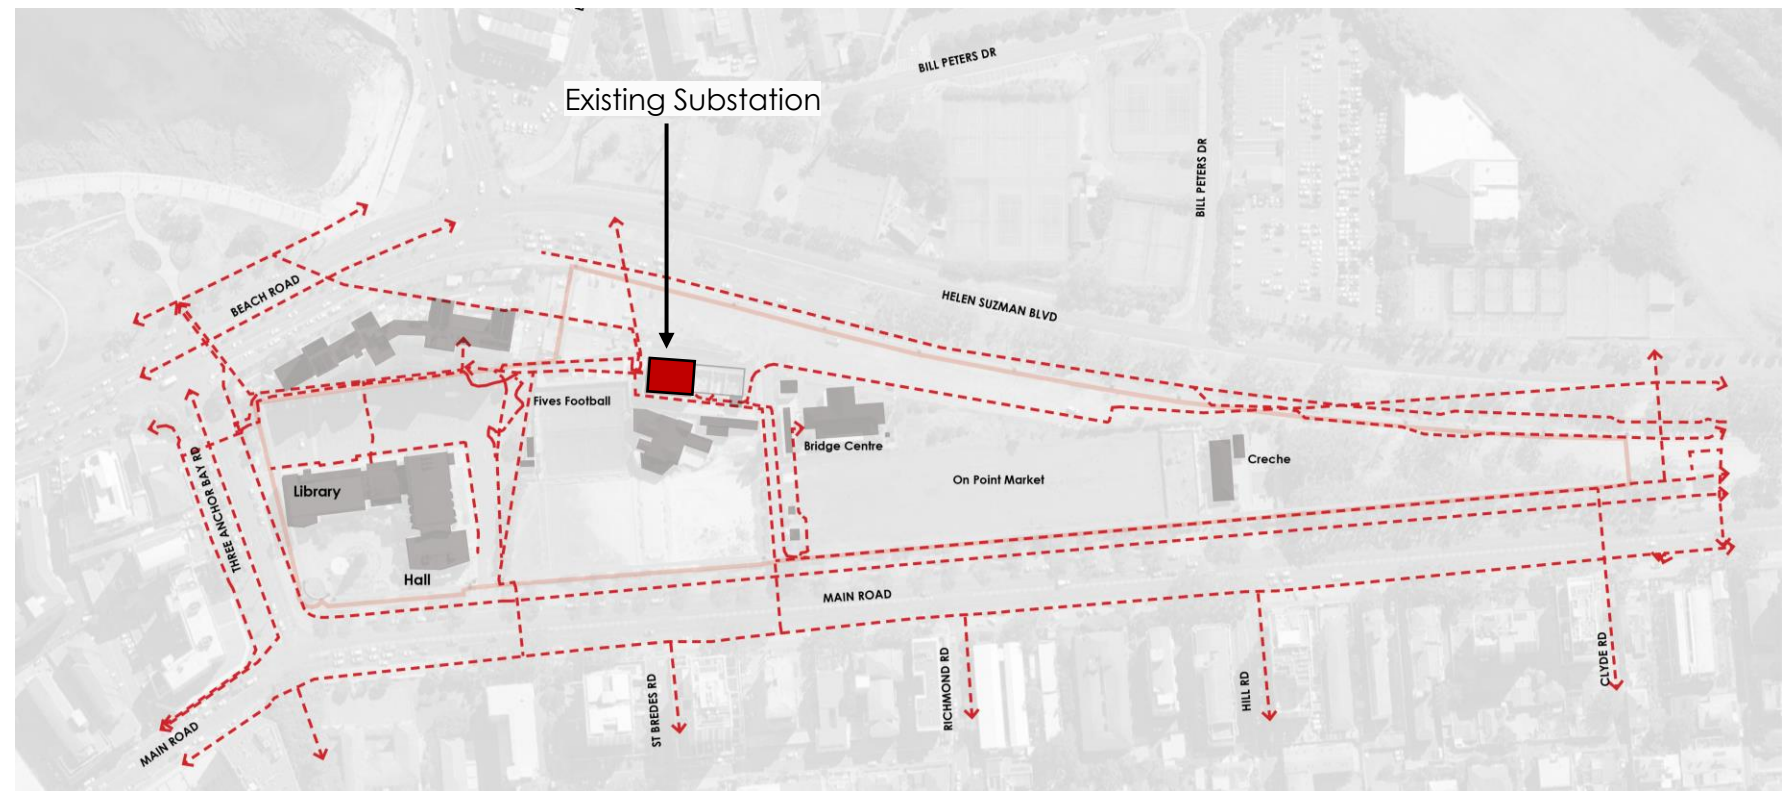 BILL PETERS DR
Existing Substation
BILL PETERS DR
BEACH ROAD
HELEN SUZMAN BLVD
Fives Football
Bridge Centre
Creche
On Point Market
Library
THREE ANCHOR BAY RD
Hall
MAIN ROAD
CLYDE RD
RICHMOND RD
HILL RD
ST BREDES RD
MAIN ROAD